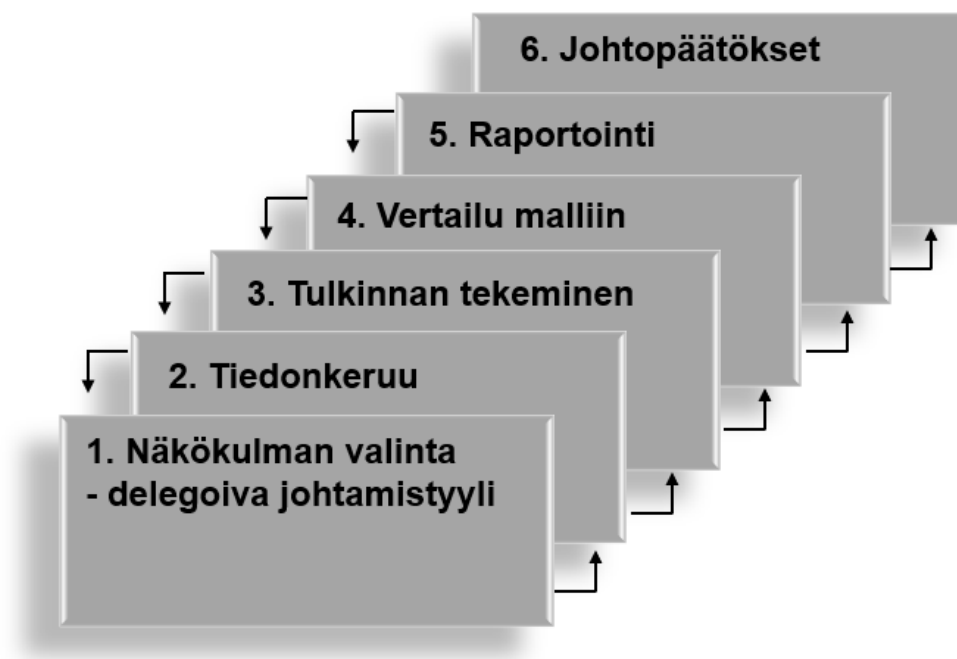 6. Johtopäätökset
5. Raportointi
4. Vertailu malliin
3. Tulkinnan tekeminen
2. Tiedonkeruu
1. Näkökulman valinta
- delegoiva johtamistyyli